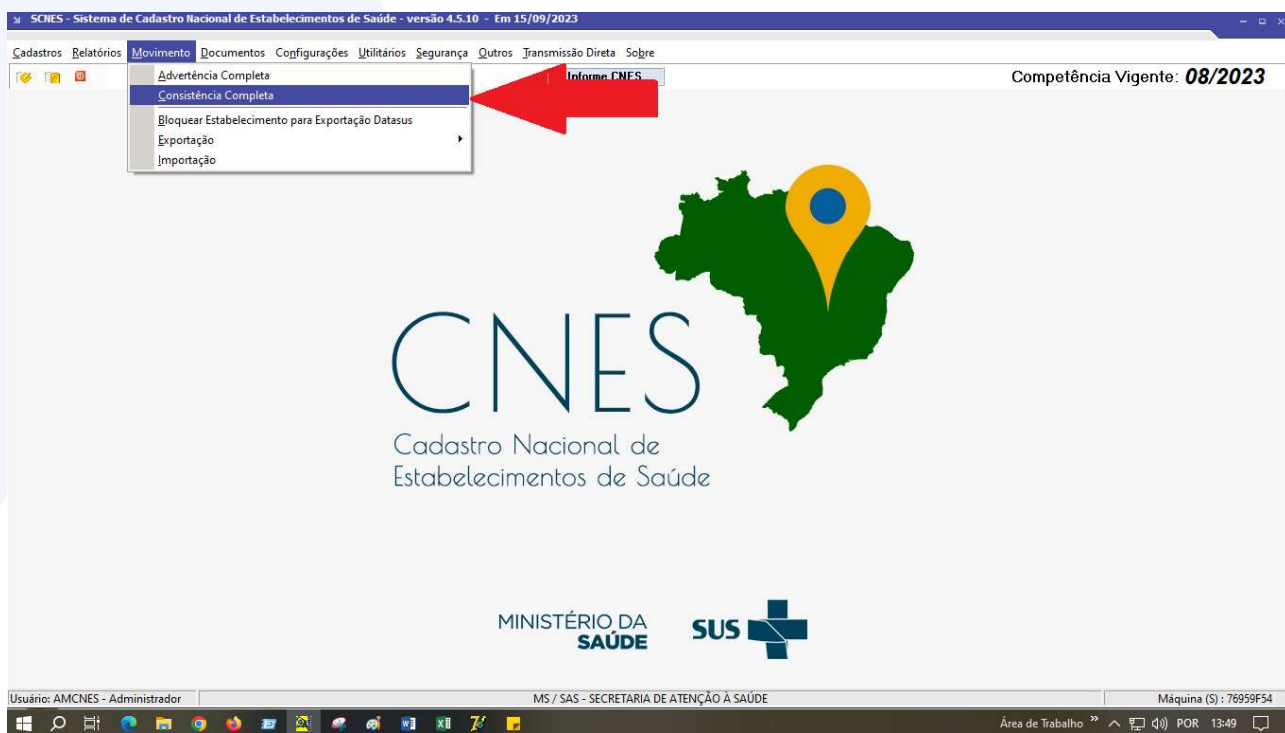 SCNES - Sistema de Cadastro Nacional de Estabelecimentos de Saúde - versão 4.5.10 - Em 15/09/2023
Cadastros Relatórios Movimento Documentos Configurações Utilitários Segurança Outros Transmissão Direta Sobre
Informe CNES
Competência Vigente: 08/2023
Advertência Completa
Consistência Completa
Bloquear Estabelecimento para Exportação Datasus
Exportação
Importação
CNES
Cadastro Nacional de
Estabelecimentos de Saúde
MINISTÉRIO DA
SAÚDE
SUS
Usuário: AMCNES - Administrador MS / SAS - SECRETARIA DE ATENÇÃO À SAÚDE Máquina (S) : 76959F54
Área de Trabalho POR 13:49